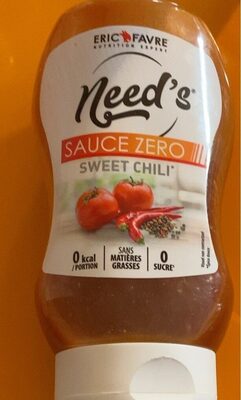 ERIC FAVRE
NUTRITION EXPERT
Need's®
SAUCE ZERO
SWEET CHILI*
0 kcal
/PORTION
SANS
MATIÈRES
GRASSES
0
SUCRE*